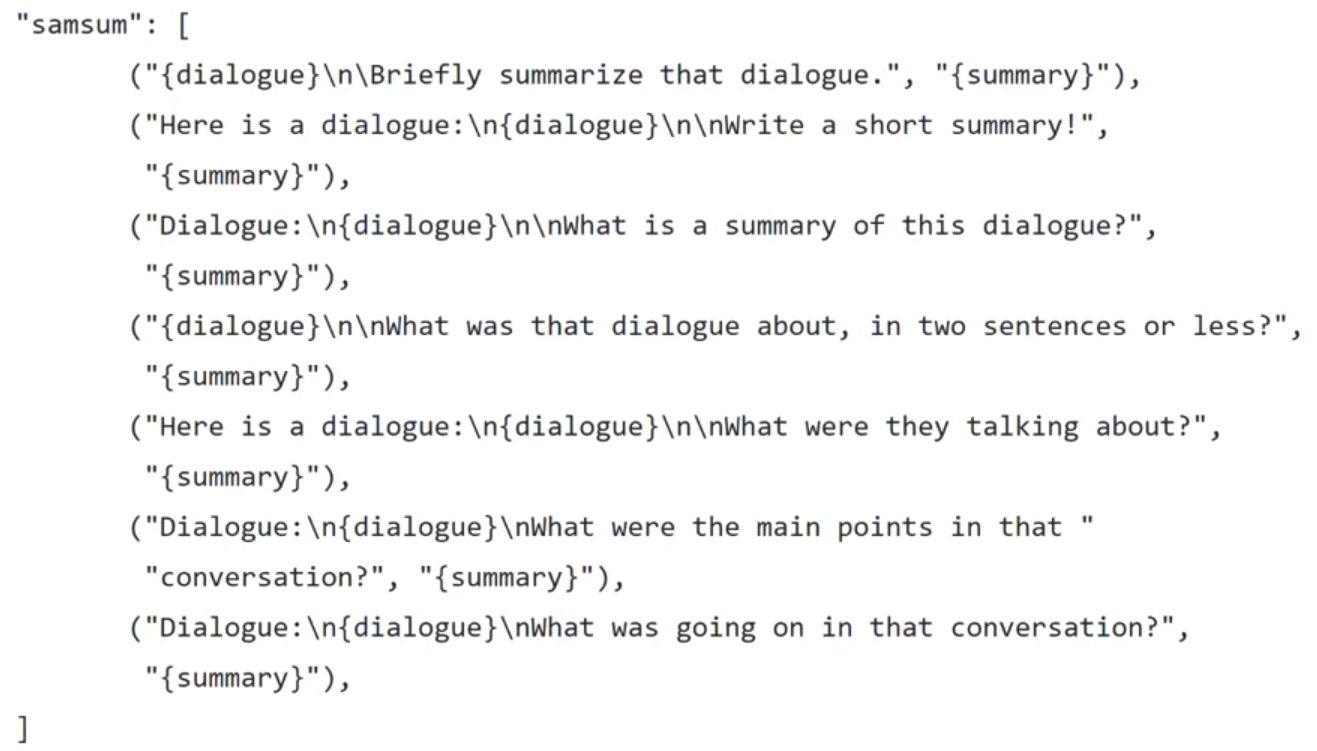 "samsum": [
("{dialogue}\n\Briefly summarize that dialogue.", "{summary}"),
("Here is a dialogue:\n{dialogue}\n\nWrite a short summary!",
"{summary}"),
("Dialogue:\n{dialogue}\n\nWhat is a summary of this dialogue?",
"{summary}"),
("{dialogue}\n\nWhat was that dialogue about, in two sentences or less?",
"{summary}"),
("Here is a dialogue:\n{dialogue}\n\nWhat were they talking about?",
"{summary}"),
("Dialogue:\n{dialogue}\nWhat were the main points in that "
"conversation?", "{summary}"),
("Dialogue:\n{dialogue}\nWhat was going on in that conversation?",
"{summary}"),
]